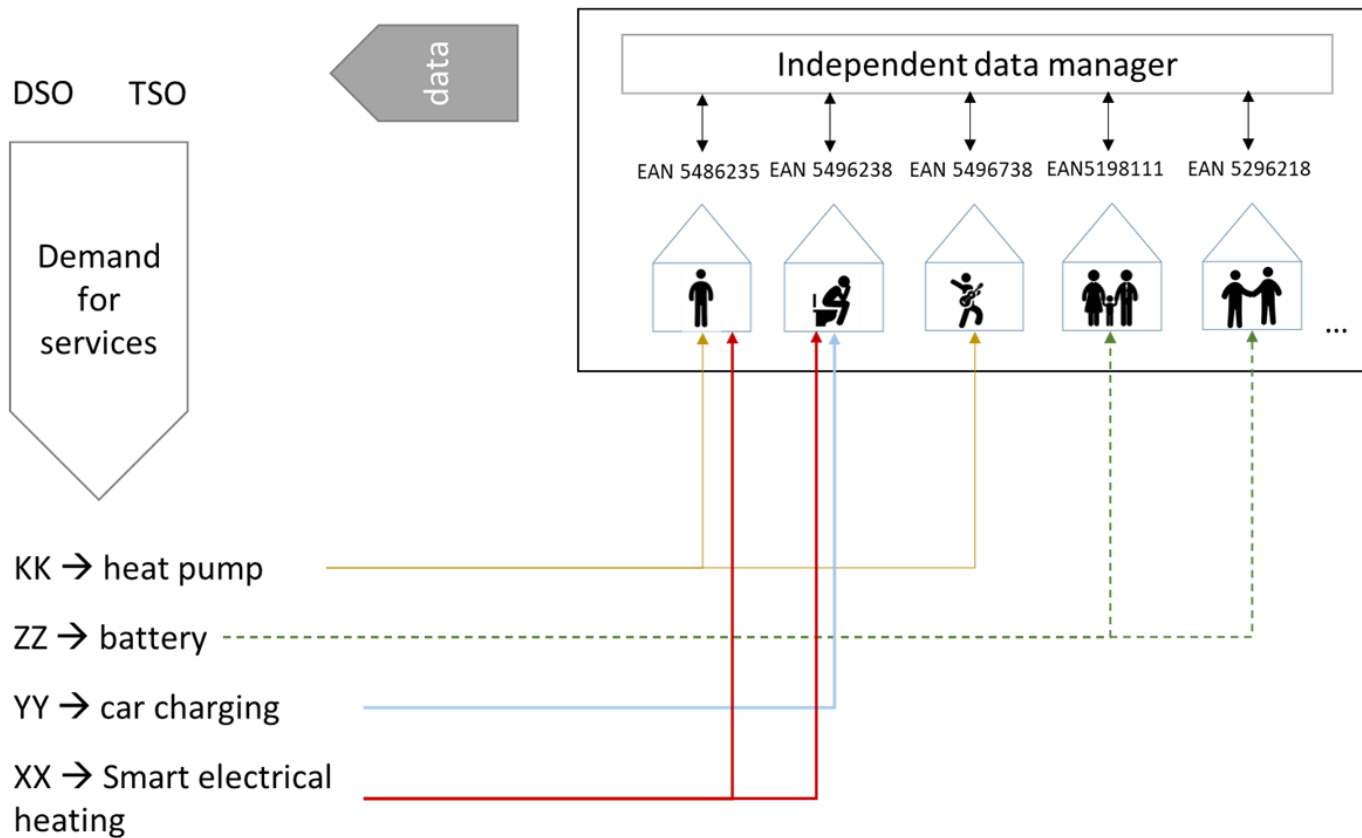 DSO TSO
data
Independent data manager
EAN 5486235 EAN 5496238 EAN 5496738 EAN5198111 EAN 5296218
...
Demand
for
services
KK → heat pump
ZZ → battery
YY → car charging
XX → Smart electrical
heating